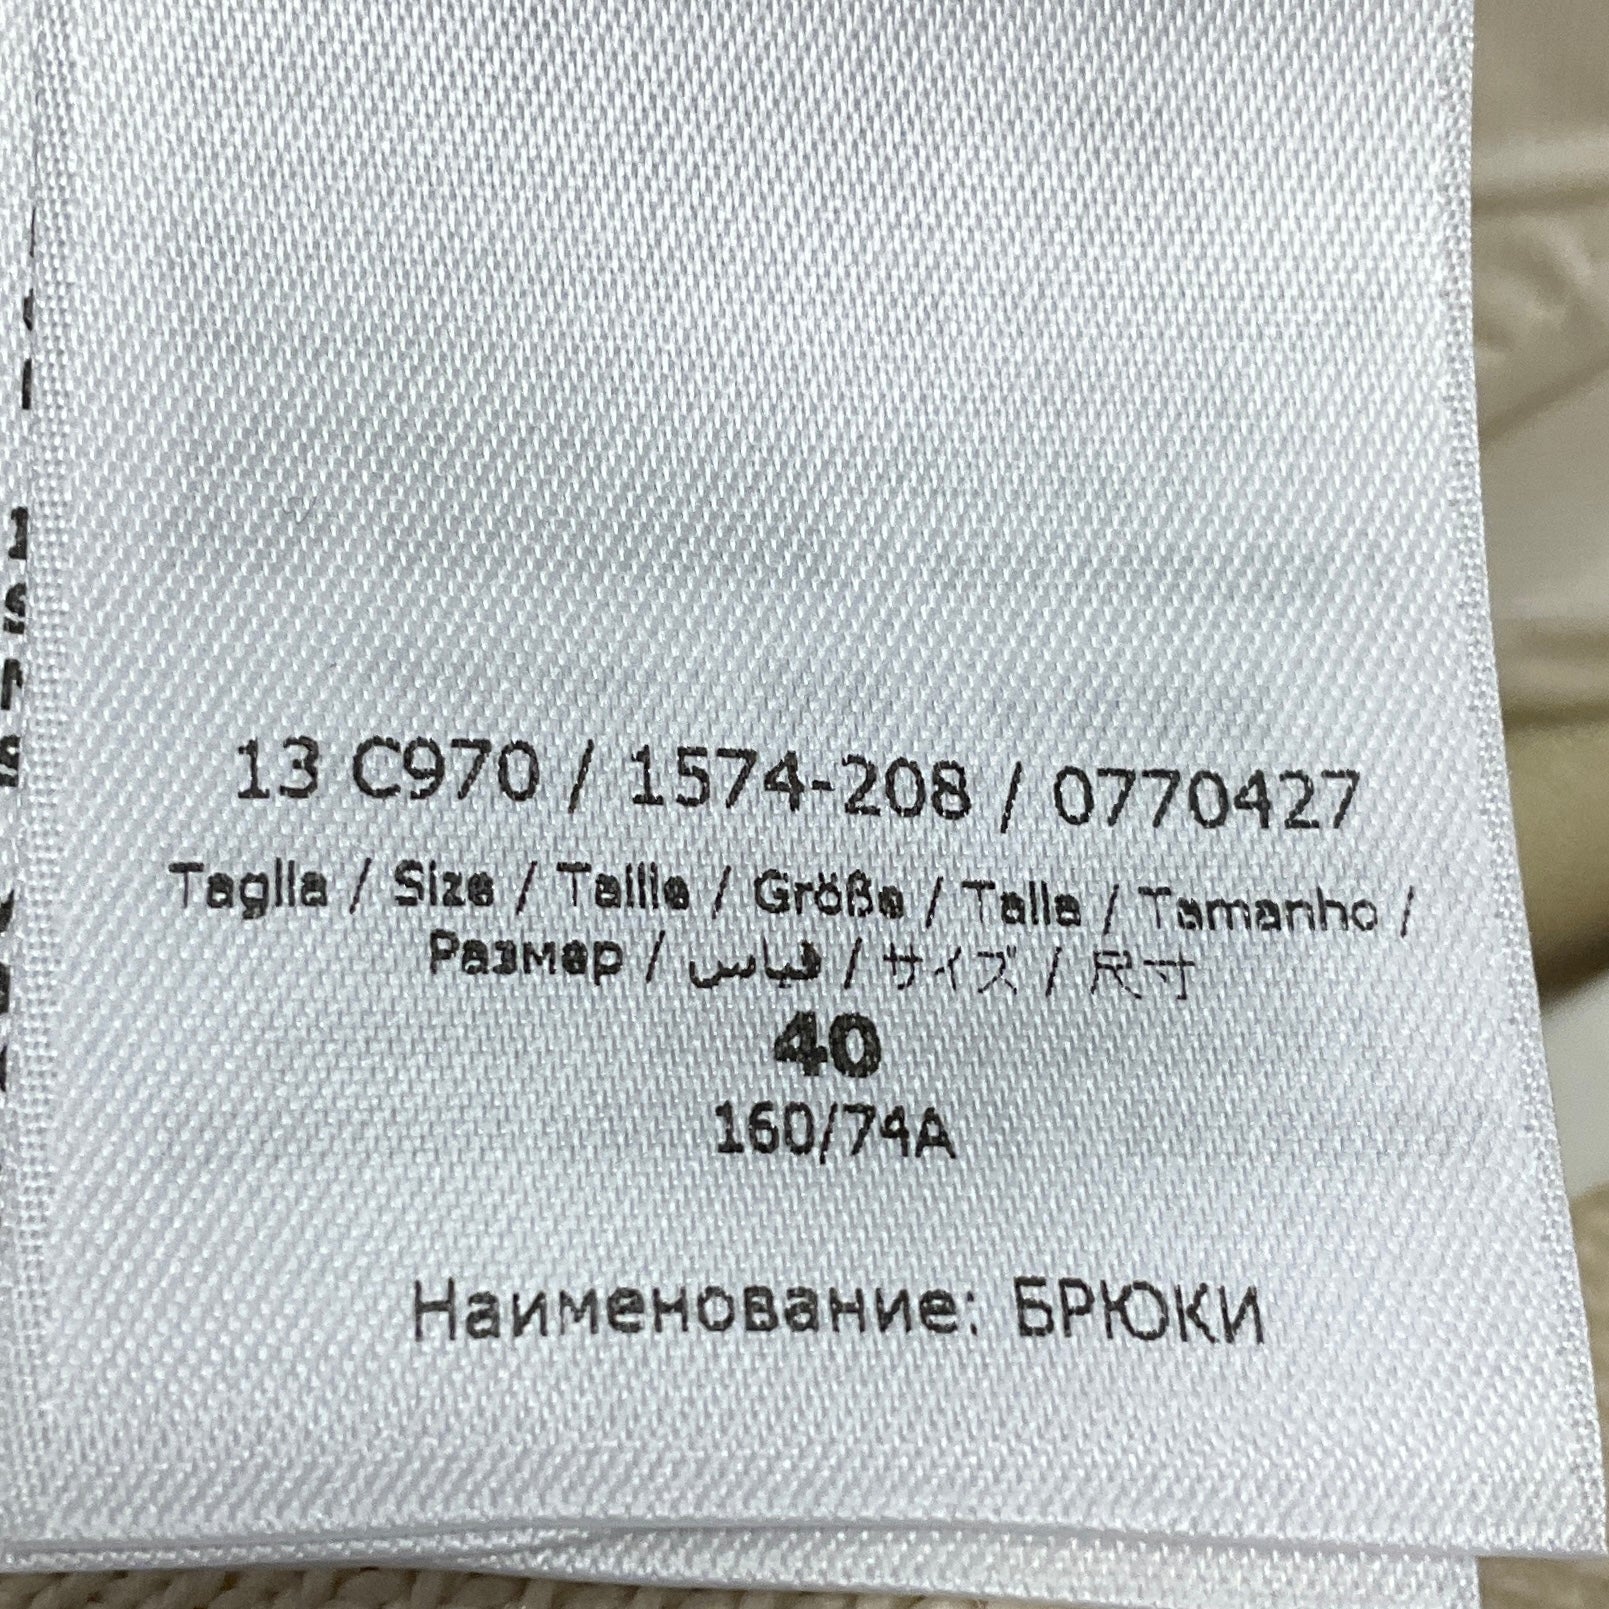 13 C970 / 1574-208 / 0770427
Taglia / Size / Taille / Größe / Talla / Tamanho /
Размер / قياس / サイズ / 尺寸
40
160/74A
Наименование: БРЮКИ